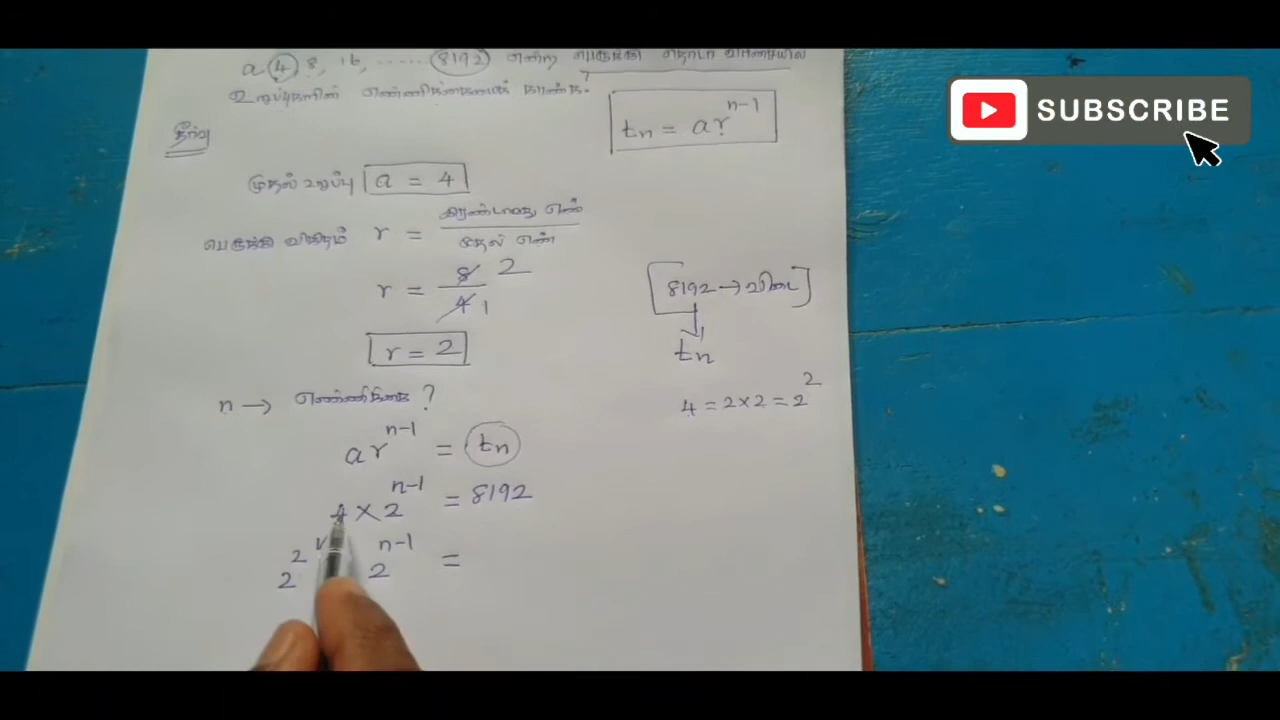 a 4, 8, 16, ...... 8192 என்ற பெருக்கு தொடர் வரிசையில்
உறுப்புகளின் எண்ணிக்கையைக் காண்க?
SUBSCRIBE
தீர்வு
tn = ar^n-1
முதல் உறுப்பு a = 4
பெருக்கு விகிதம் r = இரண்டாவது எண் / முதல் எண்
r = 8/4 2/1
r = 2
8192 → விடை
tn
n → எண்ணிக்கை?
4 = 2×2 = 2^2
ar^n-1 = tn
4 × 2^n-1 = 8192
2^2 2^n-1 =